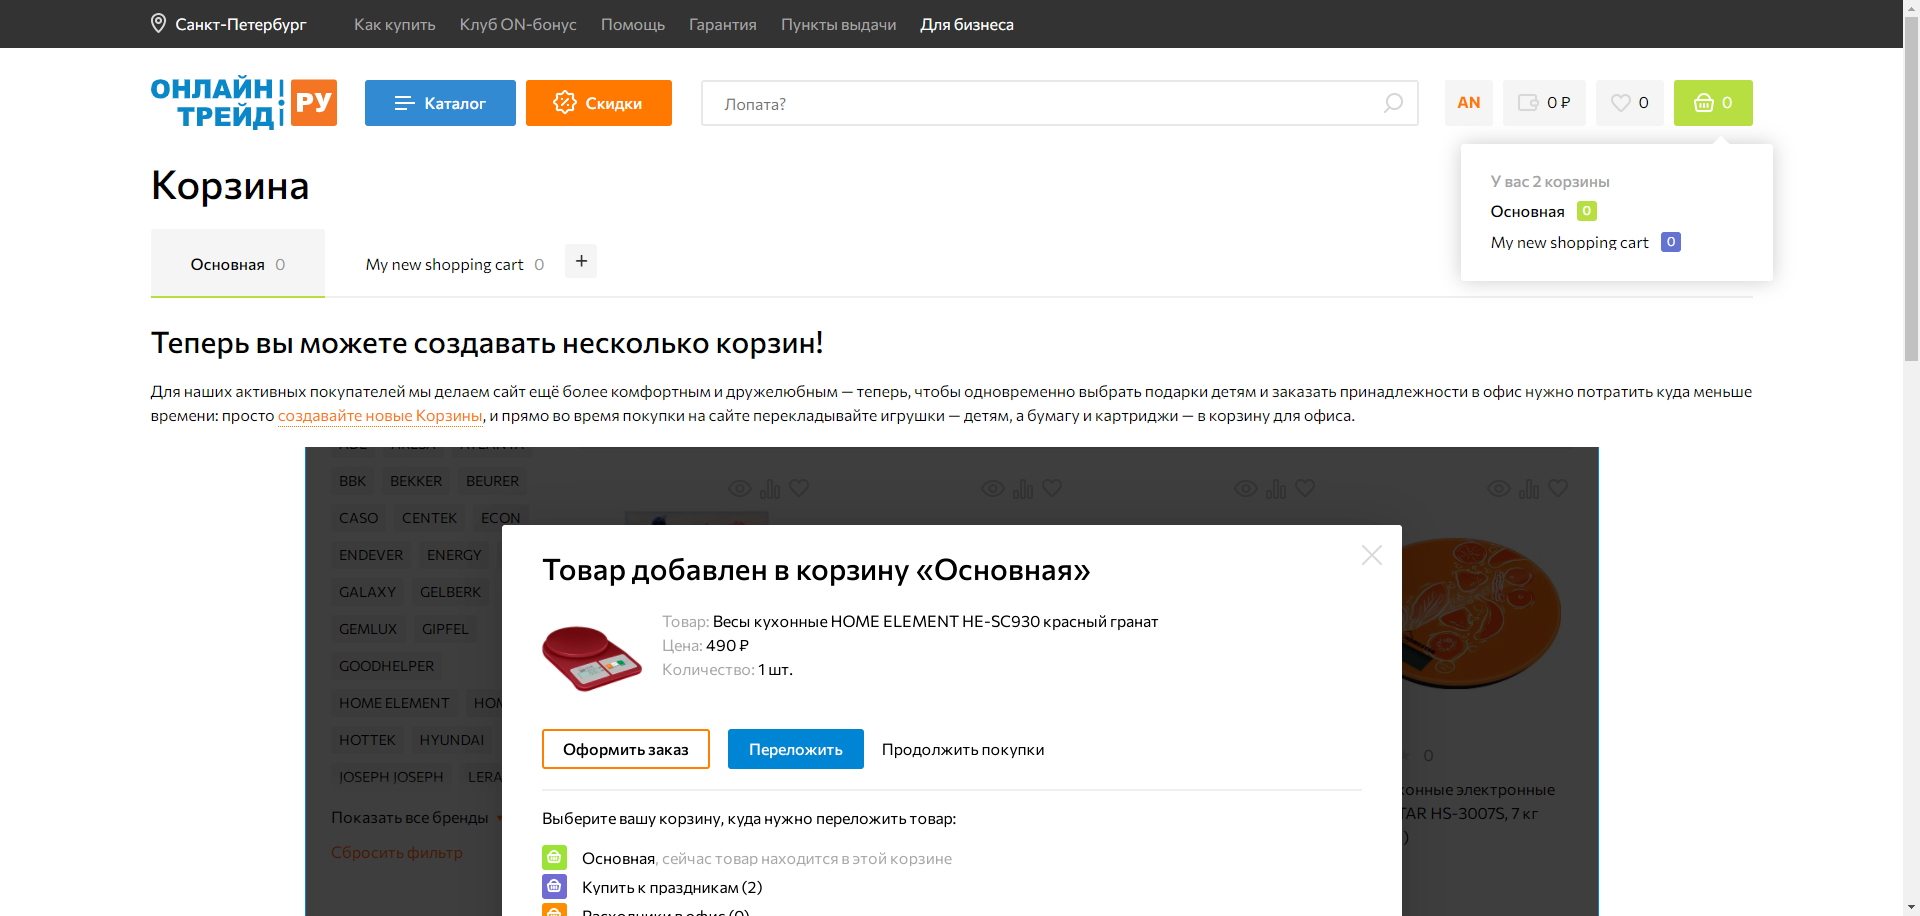 Санкт-Петербург Как купить Клуб ON-бонус Помощь Гарантия Пункты выдачи Для бизнеса
ОНЛАЙН ТРЕЙД РУ
Каталог Скидки Лопата? AN 0 ₽ 0 0
Корзина
У вас 2 корзины
Основная 0
My new shopping cart 0
Основная 0 My new shopping cart 0 +
Теперь вы можете создавать несколько корзин!
Для наших активных покупателей мы делаем сайт ещё более комфортным и дружелюбным — теперь, чтобы одновременно выбрать подарки детям и заказать принадлежности в офис нужно потратить куда меньше
времени: просто создавайте новые Корзины, и прямо во время покупки на сайте перекладывайте игрушки — детям, а бумагу и картриджи — в корзину для офиса.
BBK BEKKER BEURER
CASO CENTEK ECON
ENDEVER ENERGY
GALAXY GELBERK
GEMLUX GIPFEL
GOODHELPER
HOME ELEMENT HOM
HOTTEK HYUNDAI
JOSEPH JOSEPH LERA
Показать все бренды
Сбросить фильтр
Товар добавлен в корзину «Основная»
Товар: Весы кухонные HOME ELEMENT HE-SC930 красный гранат
Цена: 490 ₽
Количество: 1 шт.
Оформить заказ Переложить Продолжить покупки
Выберите вашу корзину, куда нужно переложить товар:
Основная, сейчас товар находится в этой корзине
Купить к праздникам (2)
Расходники в офис (0)
0
конные электронные
TAR HS-3007S, 7 кг
)